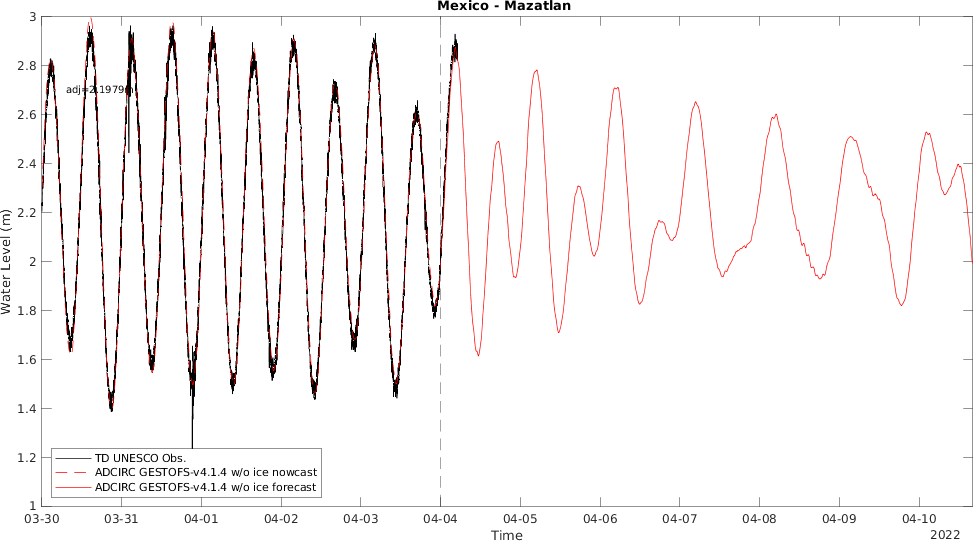 Mexico - Mazatlan
3
2.8
adj=2.1979m
2.6
2.4
2.2
2
1.8
1.6
1.4
1.2
1
Water Level (m)
TD UNESCO Obs.
ADCIRC GESTOFS-v4.1.4 w/o ice nowcast
ADCIRC GESTOFS-v4.1.4 w/o ice forecast
03-30 03-31 04-01 04-02 04-03 04-04 04-05 04-06 04-07 04-08 04-09 04-10
Time
2022